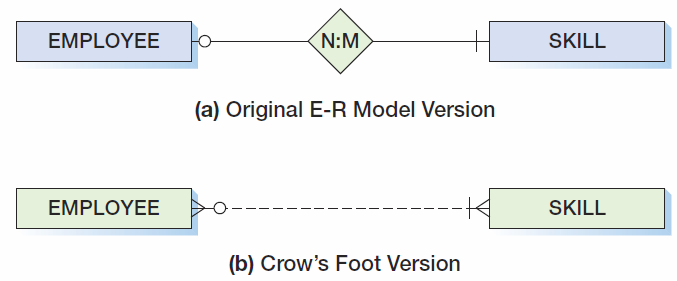 EMPLOYEE N:M SKILL
(a) Original E-R Model Version
EMPLOYEE SKILL
(b) Crow's Foot Version